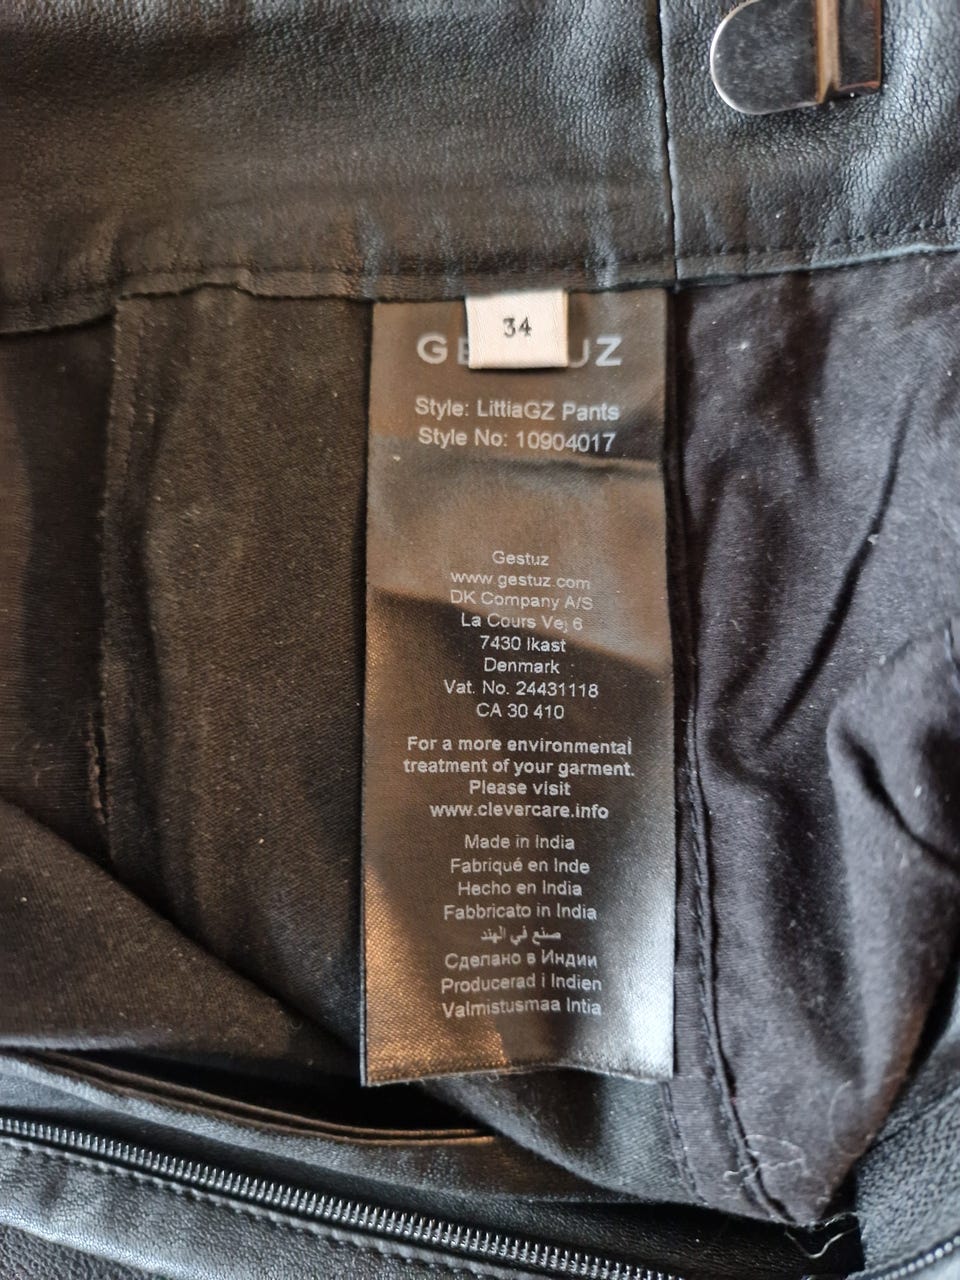 34
GESTUZ
Style: LittiaGZ Pants
Style No: 10904017
Gestuz
www.gestuz.com
DK Company A/S
La Cours Vej 6
7430 Ikast
Denmark
Vat. No. 24431118
CA 30 410
For a more environmental
treatment of your garment.
Please visit
www.clevercare.info
Made in India
Fabriqué en Inde
Hecho en India
Fabbricato in India
صنع في الهند
Сделано в Индии
Producerad i Indien
Valmistusmaa Intia